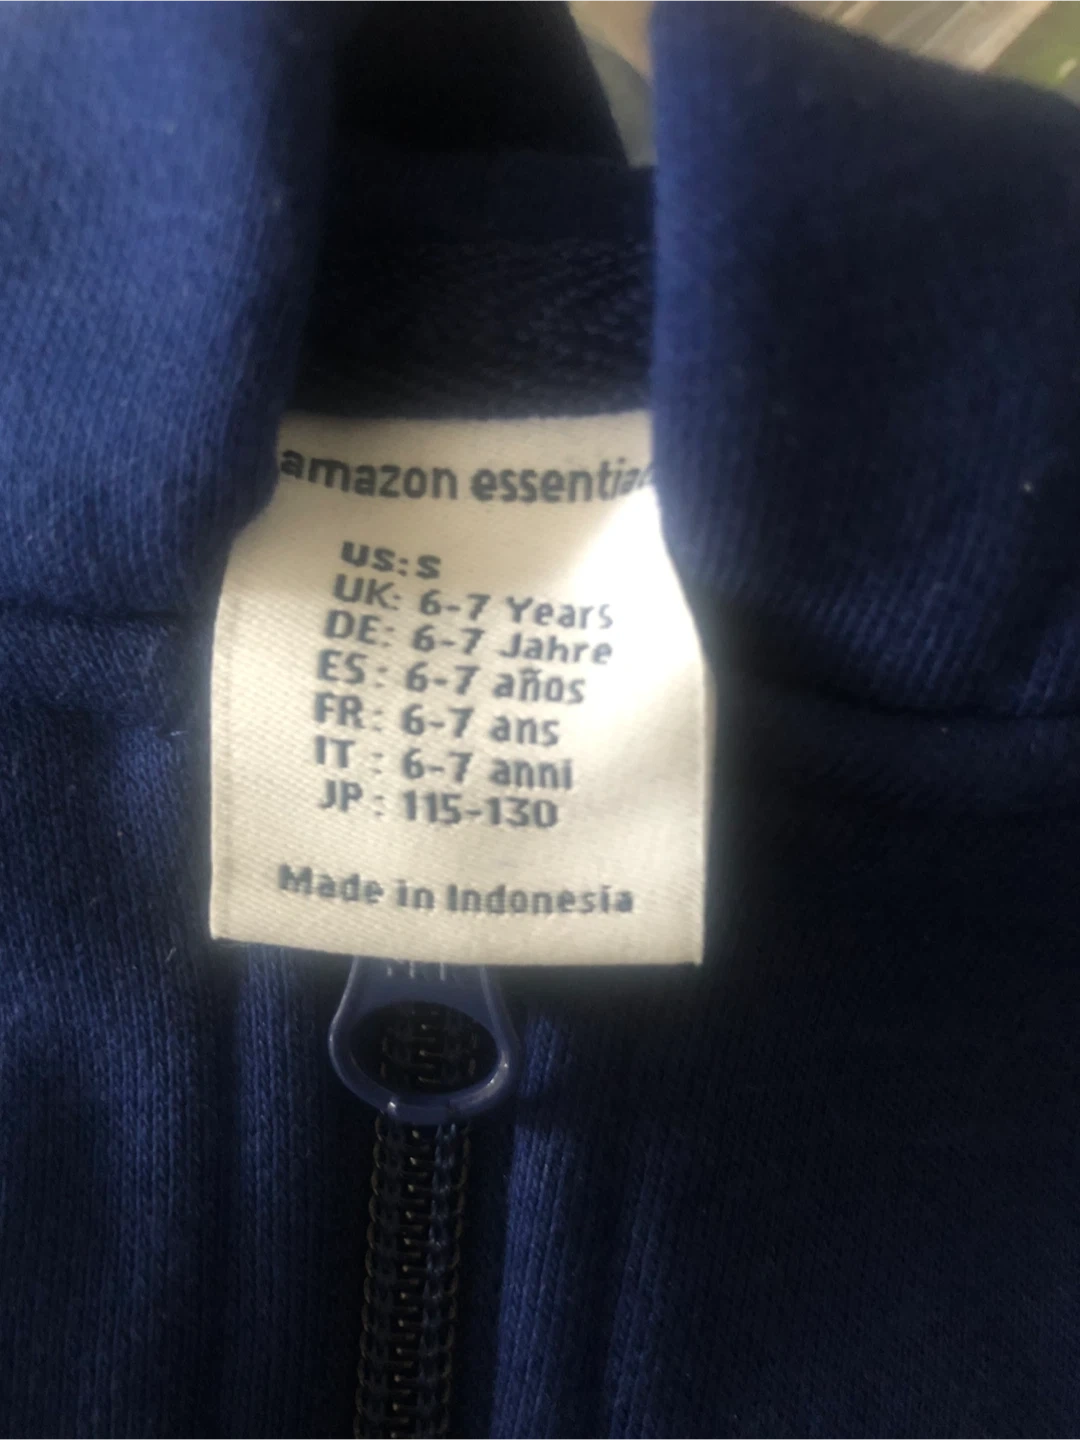 amazon essentia
US: S
UK: 6-7 Years
DE: 6-7 Jahre
ES : 6-7 años
FR : 6-7 ans
IT : 6-7 anni
JP : 115-130
Made in Indonesia